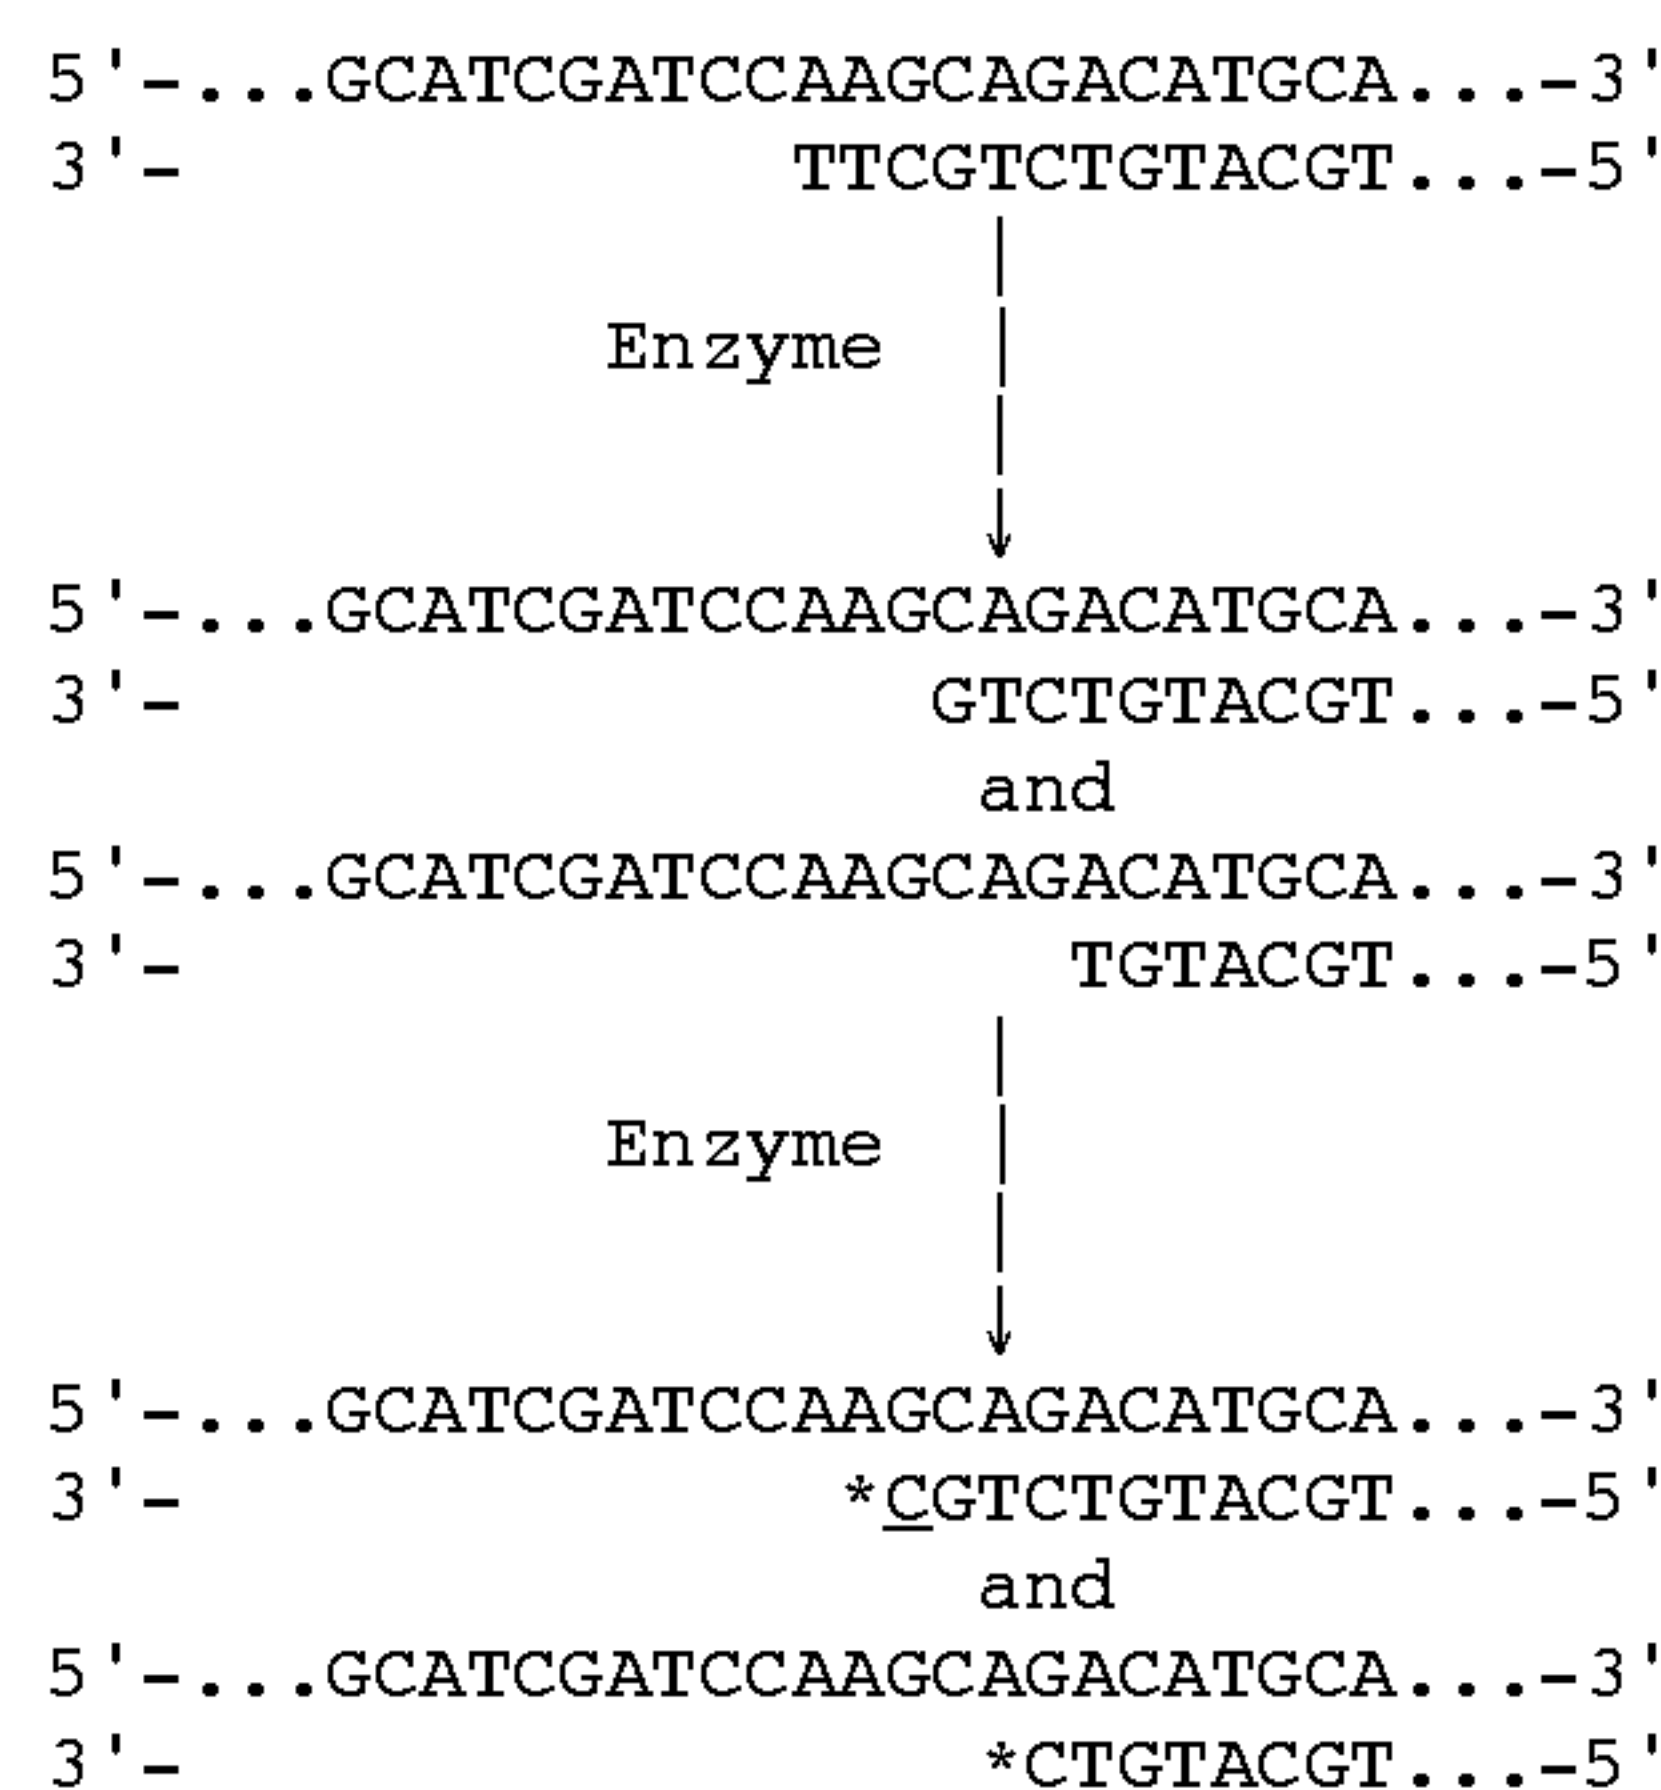 5'-...GCATCGATCCAAGCAGACATGCA...-3'
3'- TTCGTCTGTACGT...-5'
Enzyme
5'-...GCATCGATCCAAGCAGACATGCA...-3'
3'- GTCTGTACGT...-5'
and
5'-...GCATCGATCCAAGCAGACATGCA...-3'
3'- TGTACGT...-5'
Enzyme
5'-...GCATCGATCCAAGCAGACATGCA...-3'
3'- *CGTCTGTACGT...-5'
and
5'-...GCATCGATCCAAGCAGACATGCA...-3'
3'- *CTGTACGT...-5'